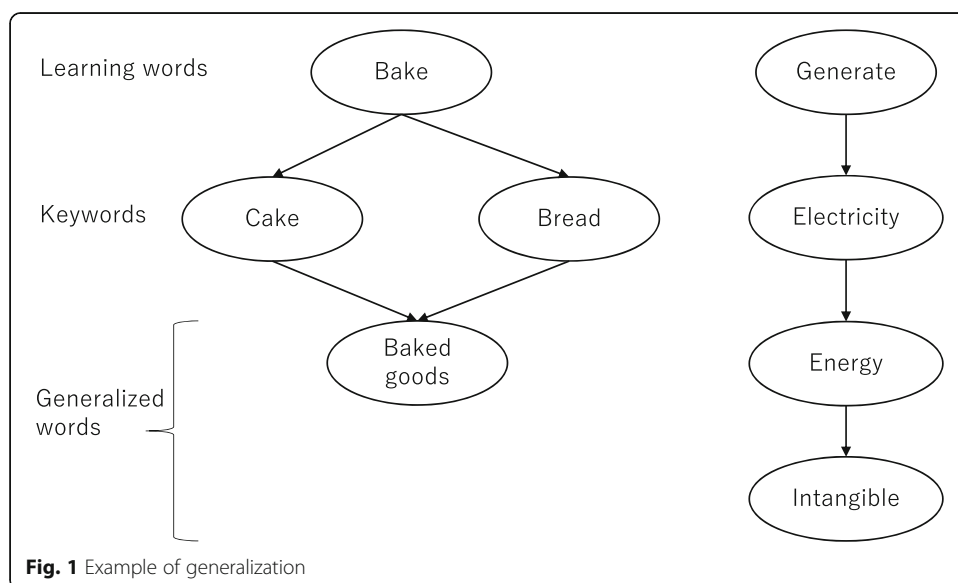 Learning words
Bake
Generate
Keywords
Cake
Bread
Electricity
Generalized
words
Baked
goods
Energy
Intangible
Fig. 1 Example of generalization